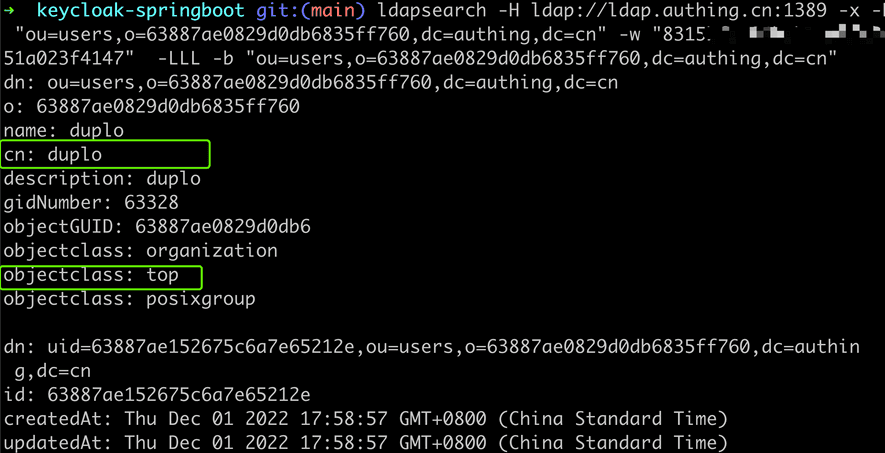 → keycloak-springboot git:(main) ldapsearch -H ldap://ldap.authing.cn:1389 -x -
"ou=users,o=63887ae0829d0db6835ff760,dc=authing,dc=cn" -w "8315
51a023f4147" -LLL -b "ou=users,o=63887ae0829d0db6835ff760,dc=authing,dc=cn"
dn: ou=users,o=63887ae0829d0db6835ff760,dc=authing,dc=cn
o: 63887ae0829d0db6835ff760
name: duplo
cn: duplo
description: duplo
gidNumber: 63328
objectGUID: 63887ae0829d0db6
objectclass: organization
objectclass: top
objectclass: posixgroup
dn: uid=63887ae152675c6a7e65212e,ou=users,o=63887ae0829d0db6835ff760,dc=authin
g,dc=cn
id: 63887ae152675c6a7e65212e
createdAt: Thu Dec 01 2022 17:58:57 GMT+0800 (China Standard Time)
updatedAt: Thu Dec 01 2022 17:58:57 GMT+0800 (China Standard Time)